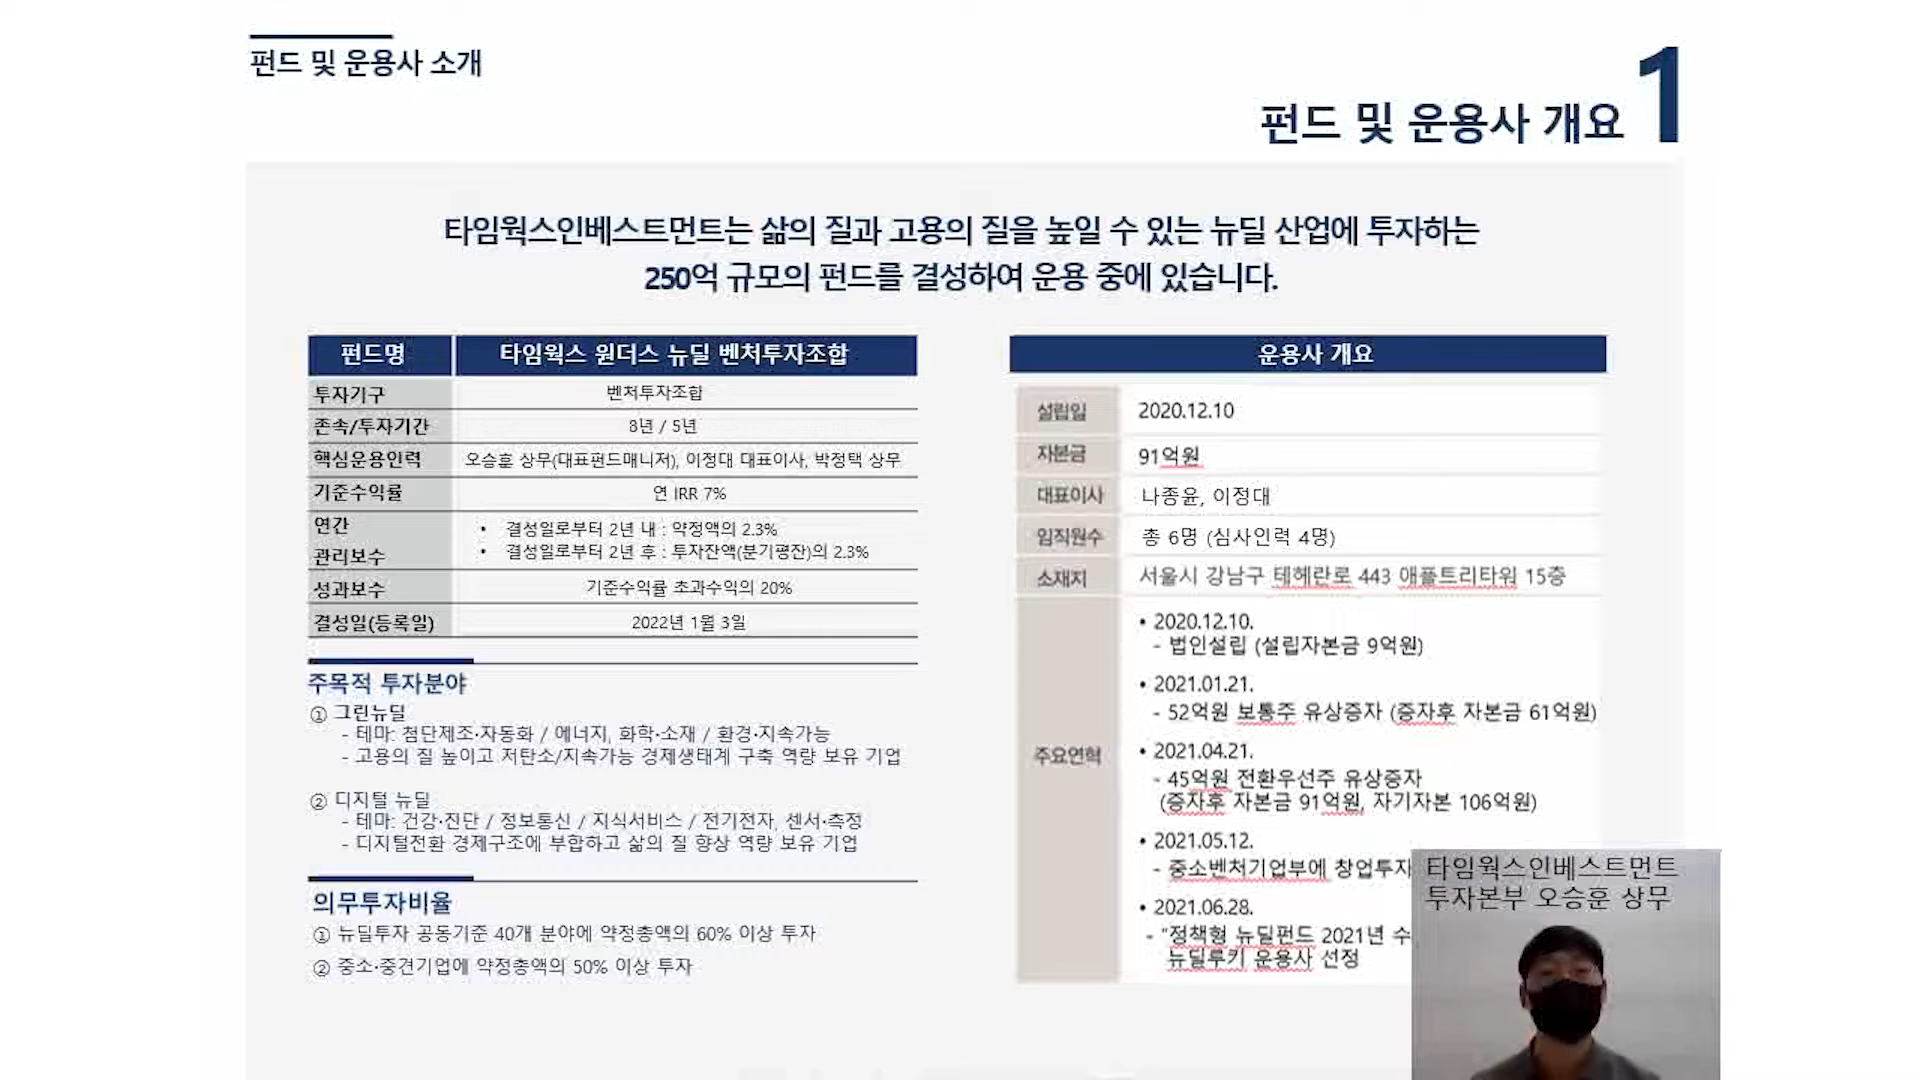 펀드 및 운용사 소개
펀드 및 운용사 개요 1
타임웍스인베스트먼트는 삶의 질과 고용의 질을 높일 수 있는 뉴딜 산업에 투자하는
250억 규모의 펀드를 결성하여 운용 중에 있습니다.
펀드명 타임웍스 원더스 뉴딜 벤처투자조합
투자기구 벤처투자조합
존속/투자기간 8년 / 5년
핵심운용인력 오승훈 상무(대표펀드매니저), 이정대 대표이사, 박정택 상무
기준수익률 연 IRR 7%
연간
관리보수
• 결성일로부터 2년 내 : 약정액의 2.3%
• 결성일로부터 2년 후 : 투자잔액(분기평잔)의 2.3%
성과보수 기준수익률 초과수익의 20%
결성일(등록일) 2022년 1월 3일
주목적 투자분야
① 그린뉴딜
- 테마: 첨단제조·자동화 / 에너지, 화학·소재 / 환경·지속가능
- 고용의 질 높이고 저탄소/지속가능 경제생태계 구축 역량 보유 기업
② 디지털 뉴딜
- 테마: 건강·진단 / 정보통신 / 지식서비스 / 전기전자, 센서·측정
- 디지털전환 경제구조에 부합하고 삶의 질 향상 역량 보유 기업
의무투자비율
① 뉴딜투자 공동기준 40개 분야에 약정총액의 60% 이상 투자
② 중소·중견기업에 약정총액의 50% 이상 투자
운용사 개요
설립일 2020.12.10
자본금 91억원
대표이사 나종윤, 이정대
임직원수 총 6명 (심사인력 4명)
소재지 서울시 강남구 테헤란로 443 애플트리타워 15층
주요연혁
• 2020.12.10.
- 법인설립 (설립자본금 9억원)
• 2021.01.21.
- 52억원 보통주 유상증자 (증자후 자본금 61억원)
• 2021.04.21.
- 45억원 전환우선주 유상증자
(증자후 자본금 91억원, 자기자본 106억원)
• 2021.05.12.
- 중소벤처기업부에 창업투자
• 2021.06.28.
- "정책형 뉴딜펀드 2021년 수
뉴딜루키 운용사 선정
타임웍스인베스트먼트
투자본부 오승훈 상무